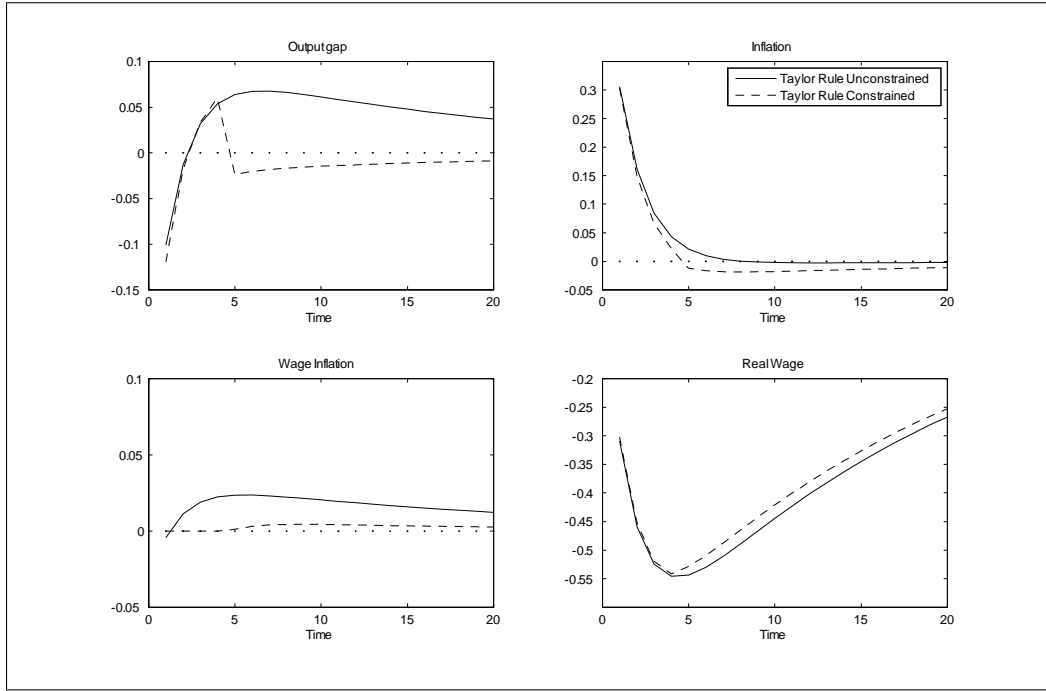 Output gap
0.1
0.05
0
-0.05
-0.1
-0.15
0 5 10 15 20
Time
Inflation
Taylor Rule Unconstrained
Taylor Rule Constrained
0.3
0.25
0.2
0.15
0.1
0.05
0
-0.05
0 5 10 15 20
Time
Wage Inflation
0.1
0.05
0
-0.05
0 5 10 15 20
Time
Real Wage
-0.2
-0.25
-0.3
-0.35
-0.4
-0.45
-0.5
-0.55
0 5 10 15 20
Time